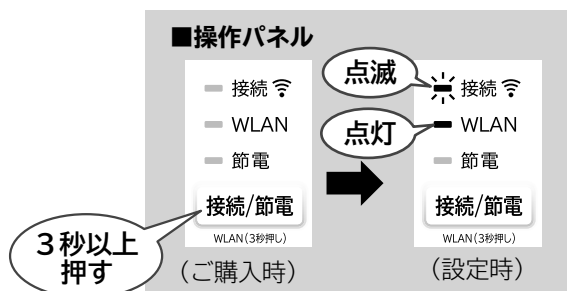 ■操作パネル
接続
WLAN
節電
接続/節電
WLAN(3秒押し)
(ご購入時)
3秒以上
押す
点滅
点灯
接続
WLAN
節電
接続/節電
WLAN(3秒押し)
(設定時)